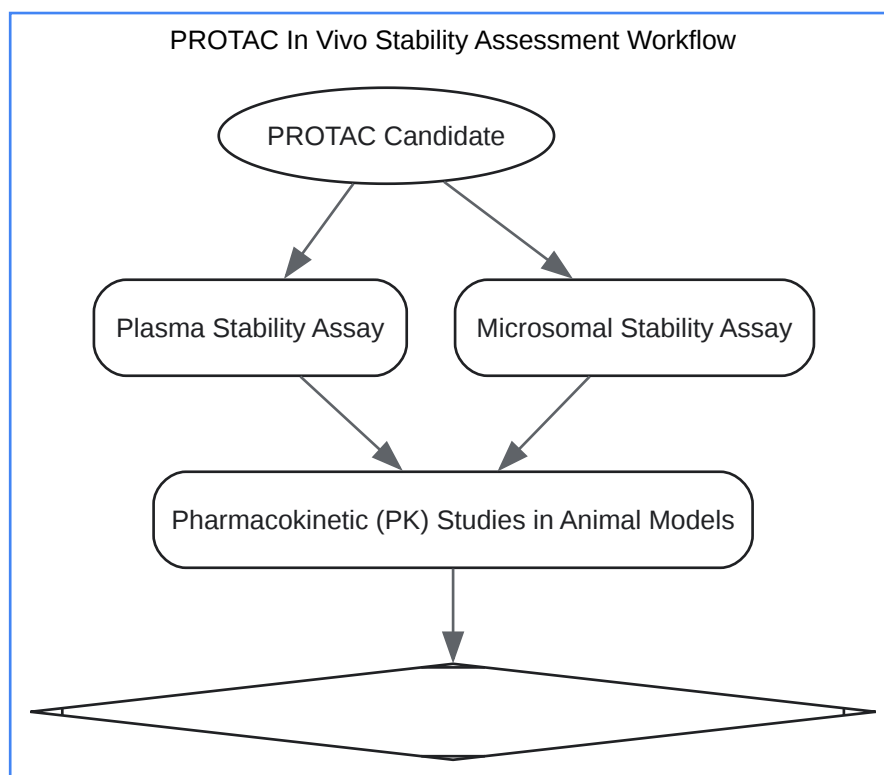 PROTAC In Vivo Stability Assessment Workflow
PROTAC Candidate
Plasma Stability Assay
Microsomal Stability Assay
Pharmacokinetic (PK) Studies in Animal Models